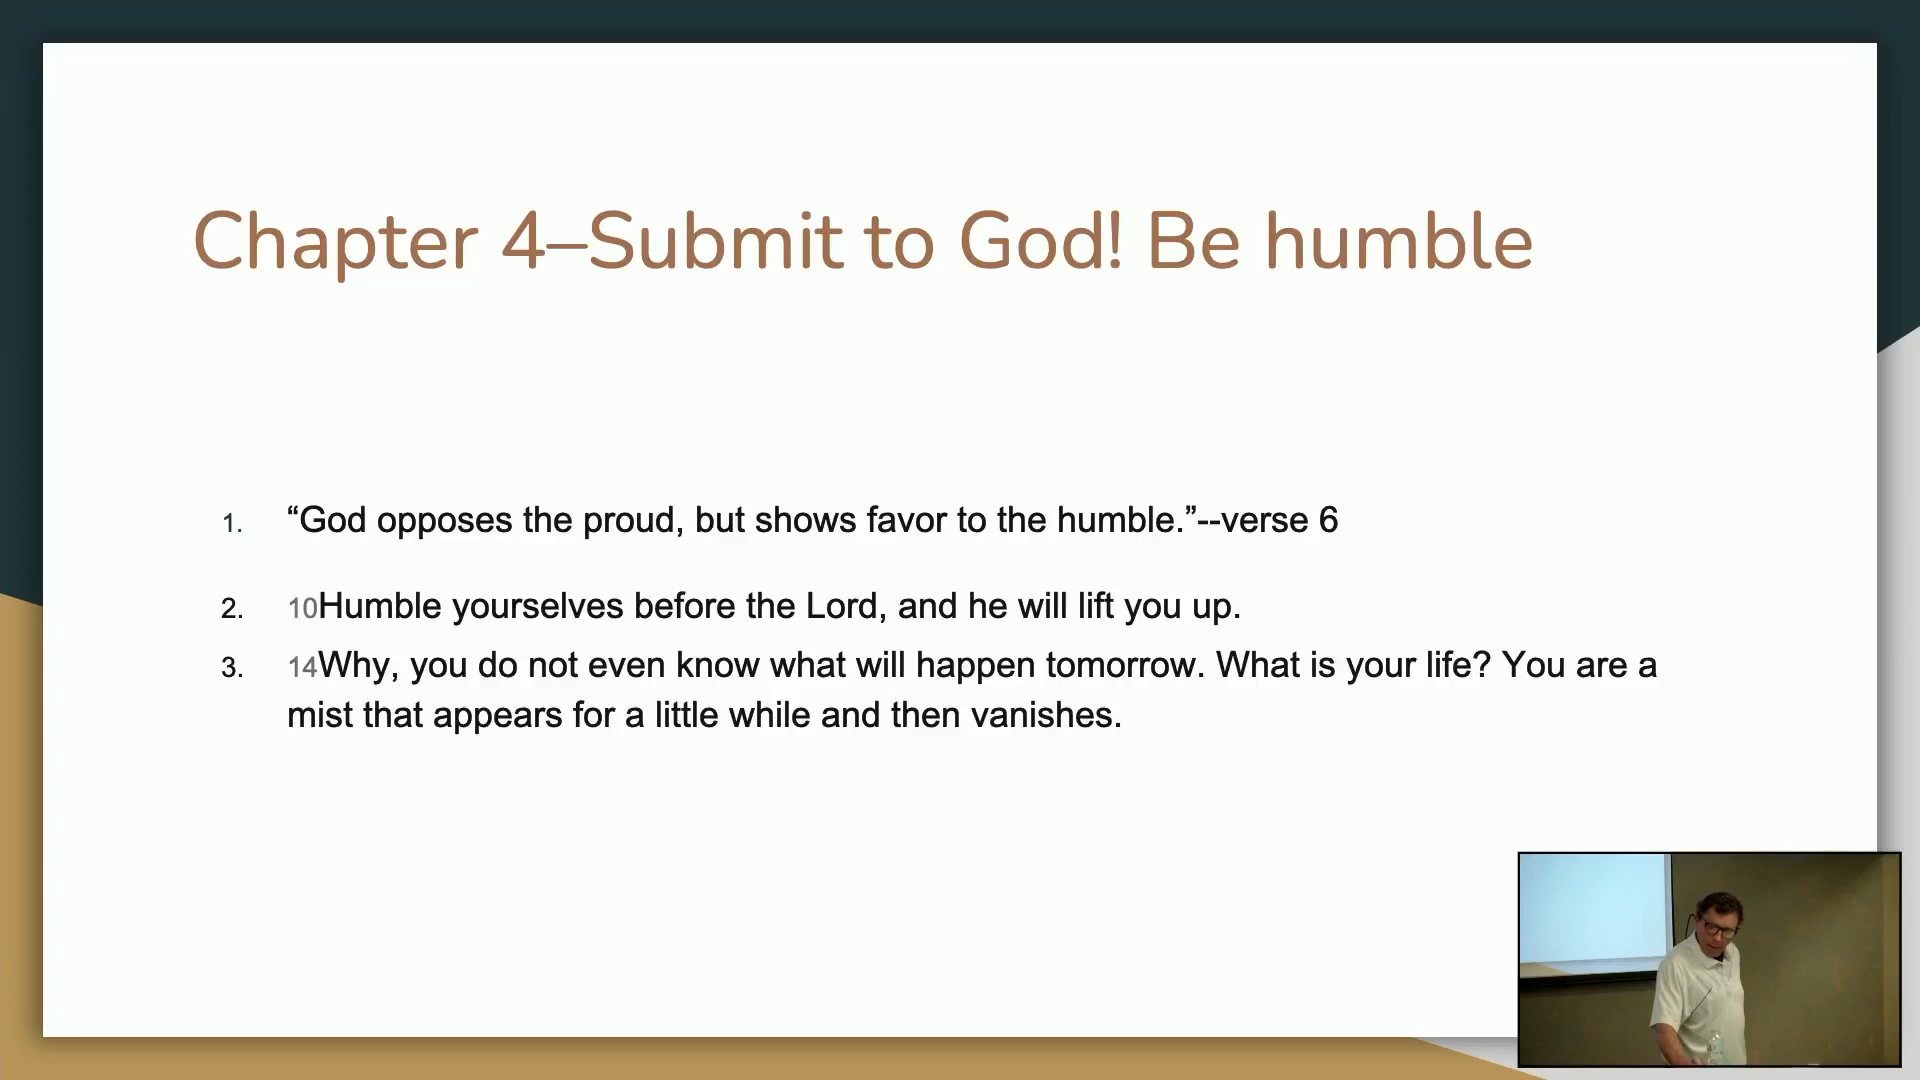 Chapter 4–Submit to God! Be humble
1. “God opposes the proud, but shows favor to the humble.”--verse 6
2. 10Humble yourselves before the Lord, and he will lift you up.
3. 14Why, you do not even know what will happen tomorrow. What is your life? You are a
mist that appears for a little while and then vanishes.